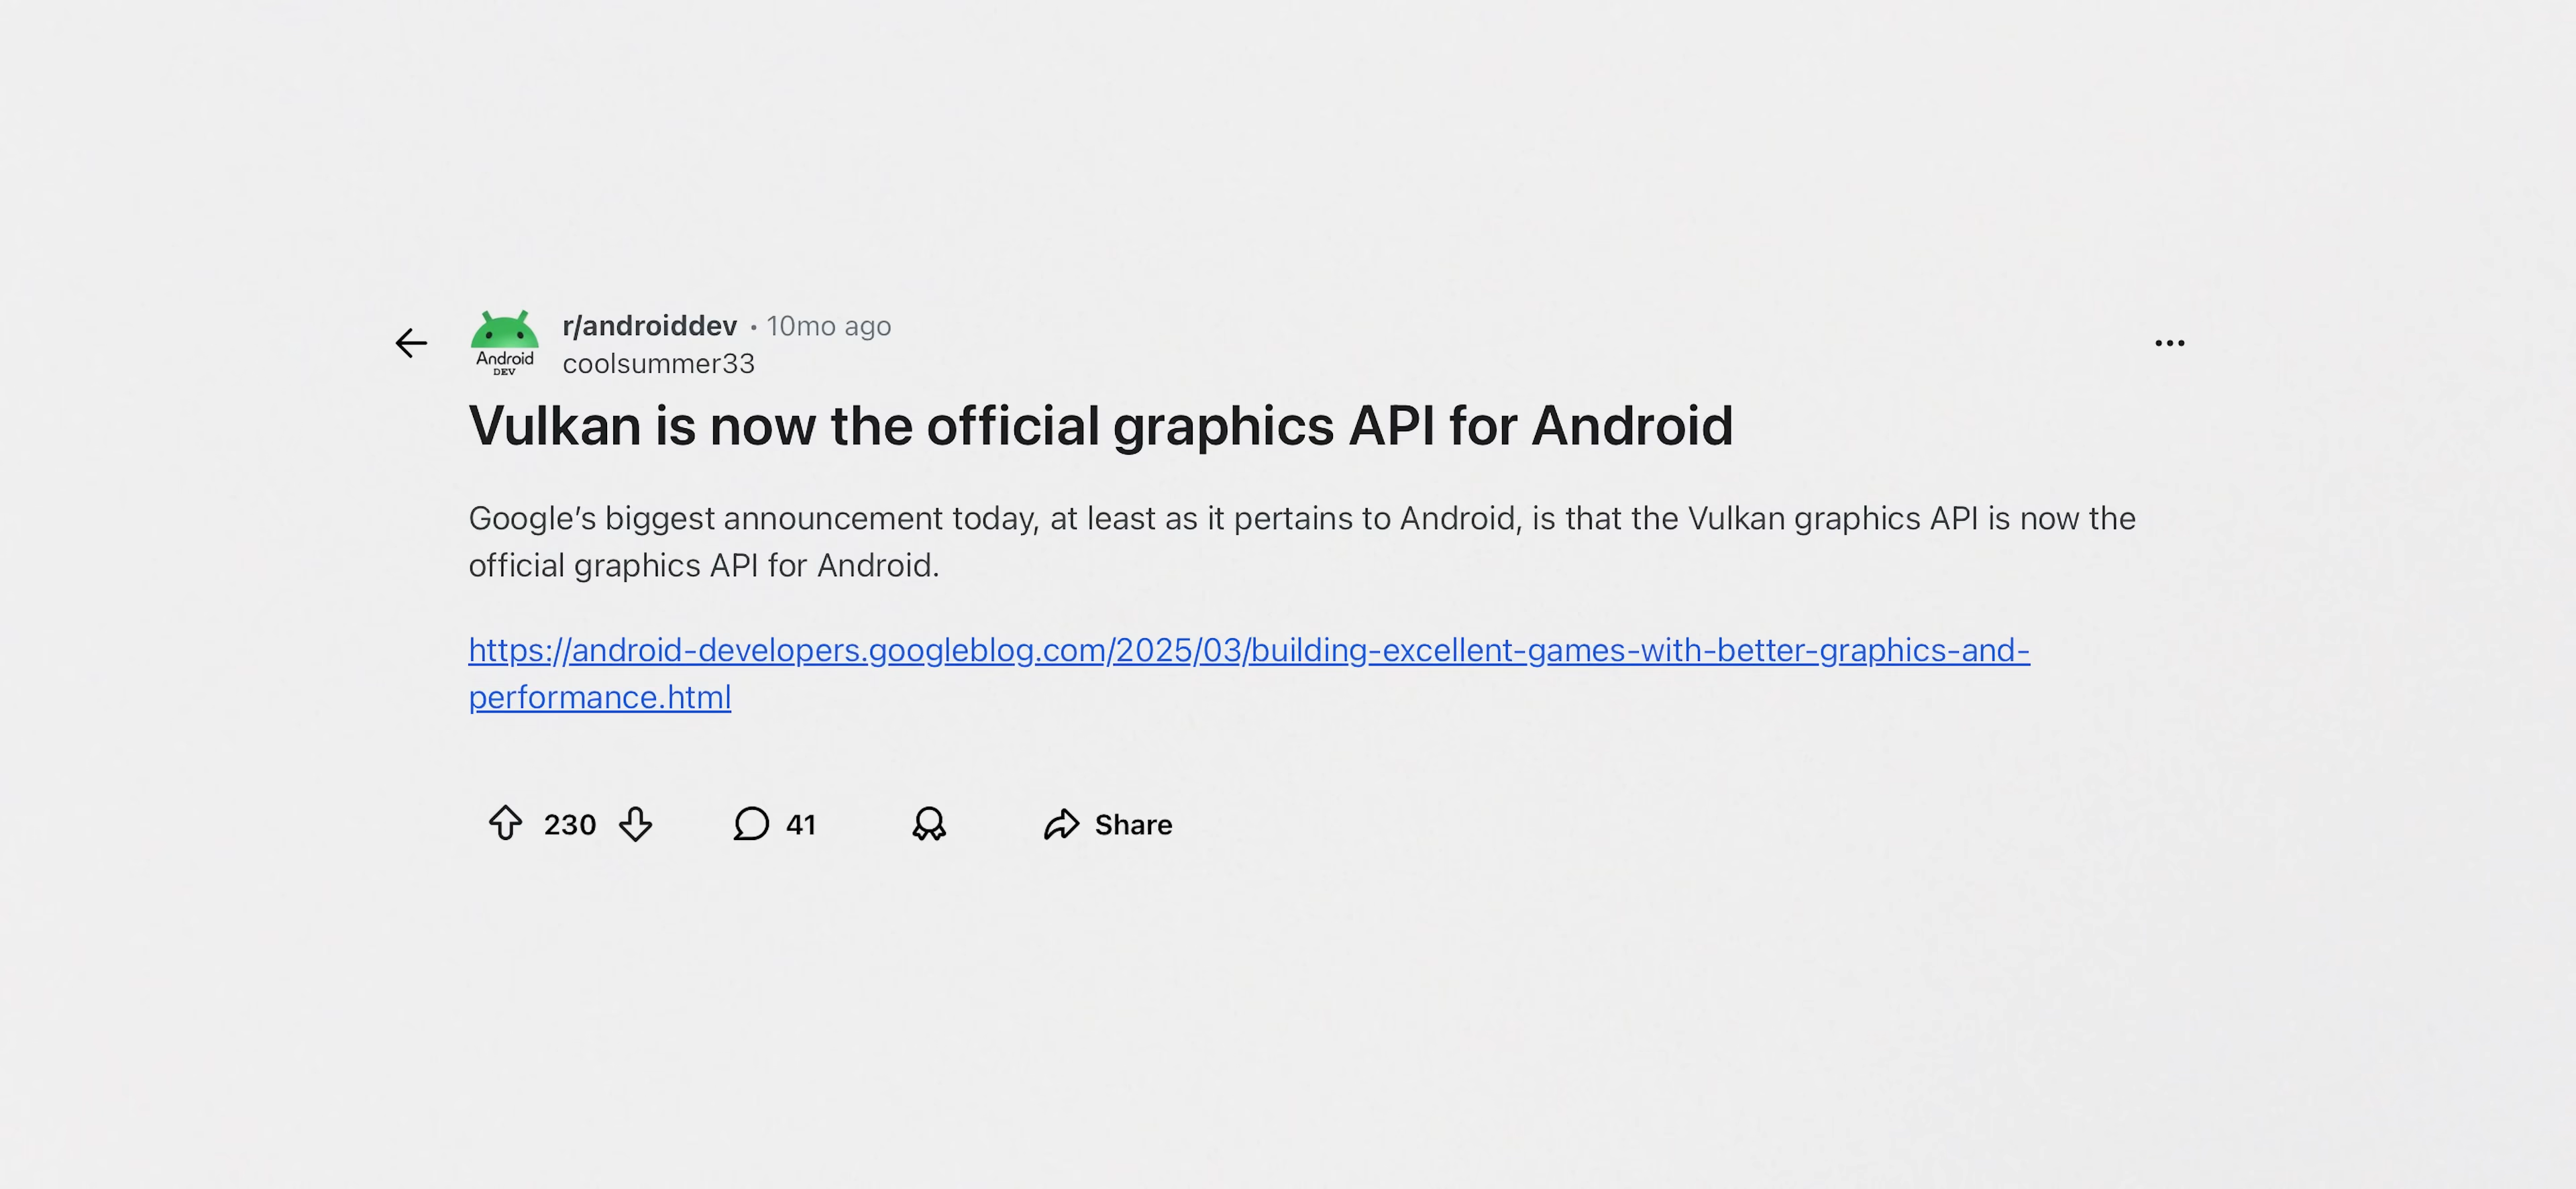 r/androiddev • 10mo ago
coolsummer33
Android
DEV
Vulkan is now the official graphics API for Android
Google’s biggest announcement today, at least as it pertains to Android, is that the Vulkan graphics API is now the
official graphics API for Android.
https://android-developers.googleblog.com/2025/03/building-excellent-games-with-better-graphics-and-
performance.html
230
41
Share